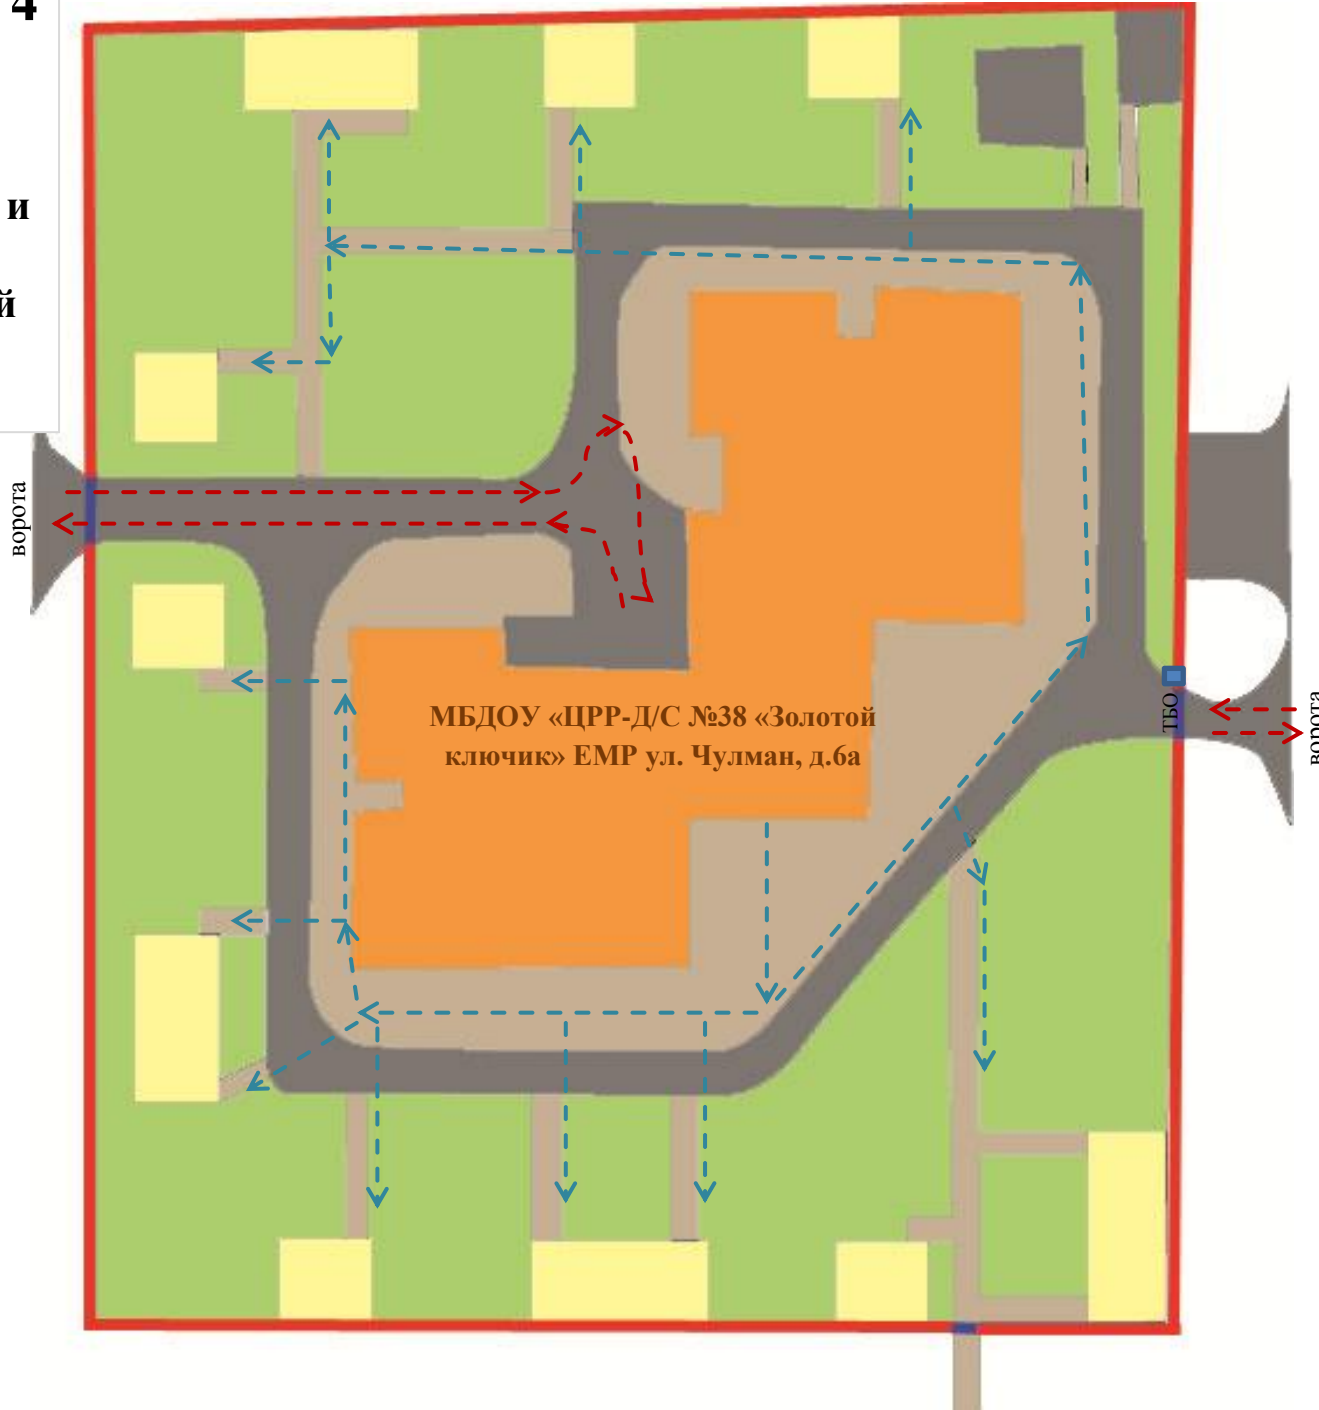 4
и
й
ворота
МБДОУ «ЦРР-Д/С №38 «Золотой
ключик» ЕМР ул. Чулман, д.6а
ТБО
ворота